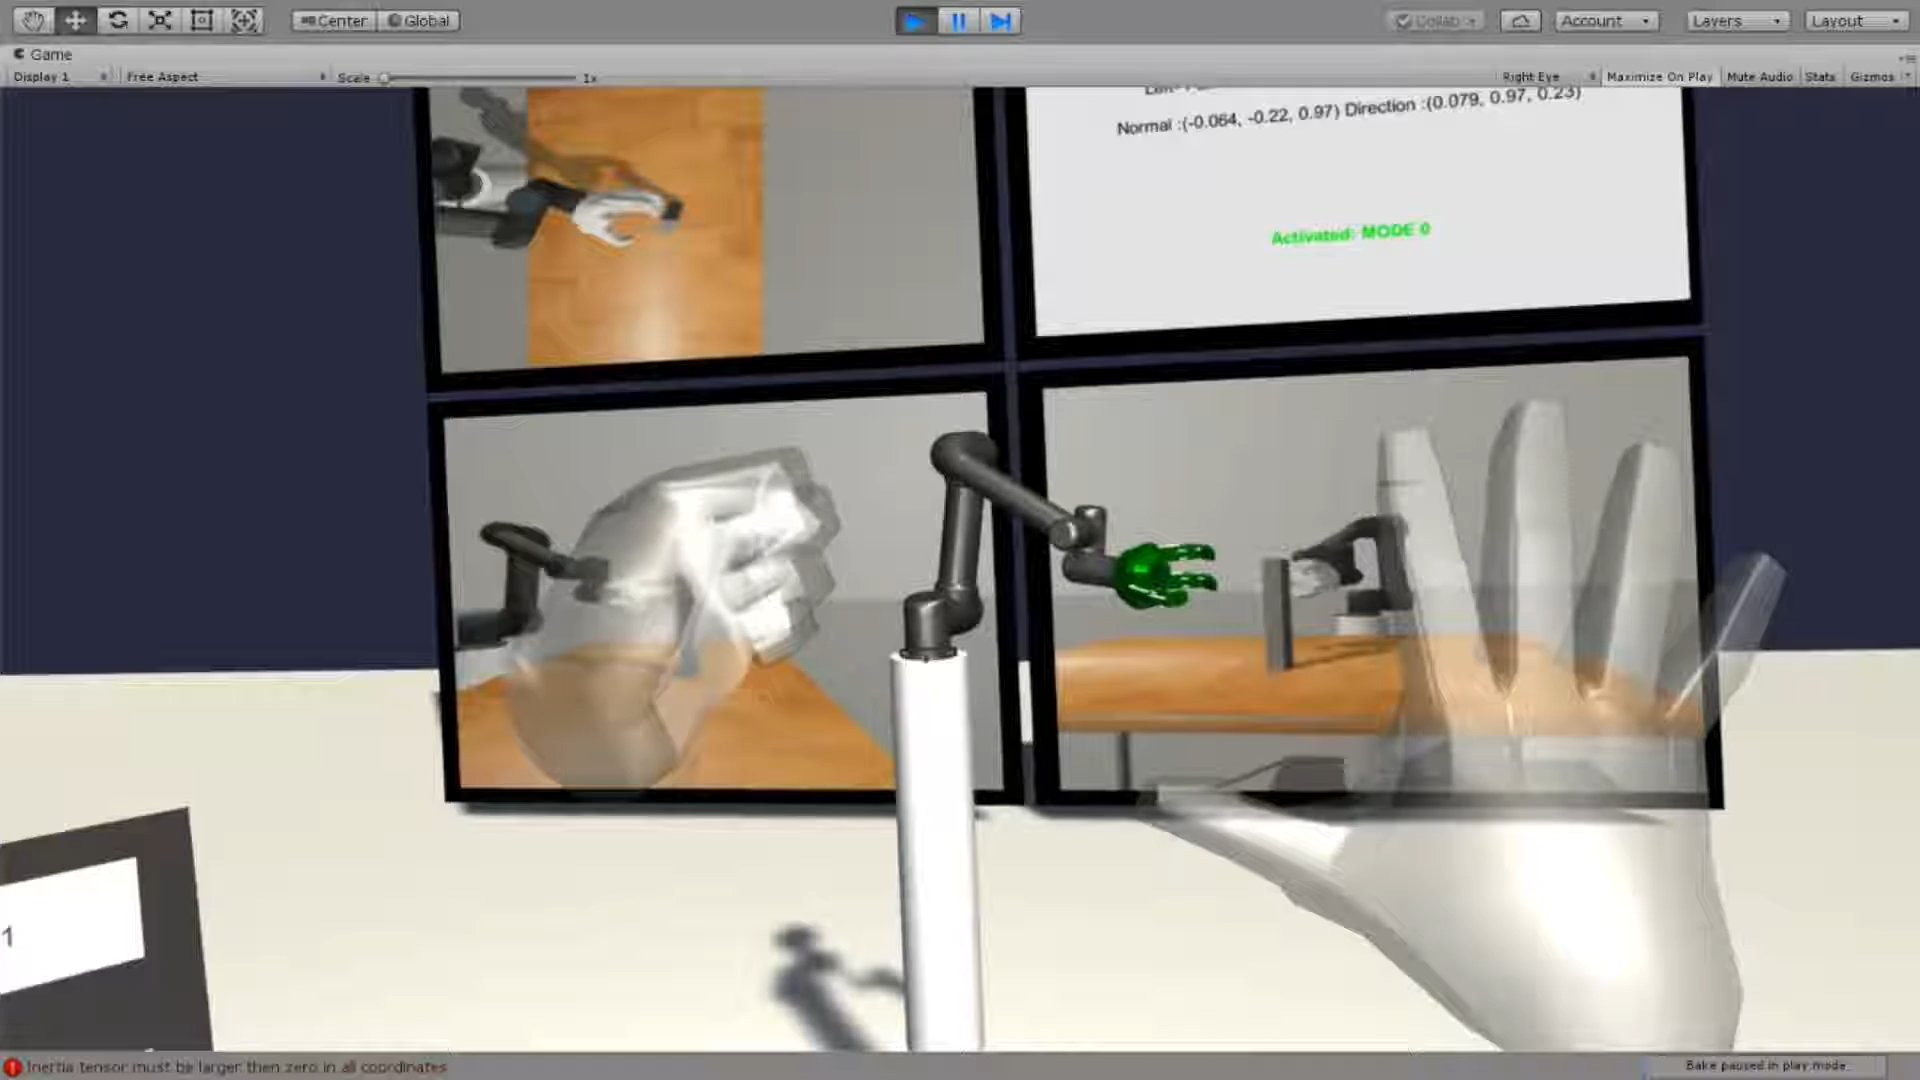 Center Global
Collab Account Layers Layout
Game
Display 1 Free Aspect Scale 1x Right Eye Maximize On Play Mute Audio Stats Gizmos
Normal :(-0.064, -0.22, 0.97) Direction :(0.079, 0.97, 0.23)
Activated: MODE 0
1
Inertia tensor must be larger then zero in all coordinates
Bake paused in play mode